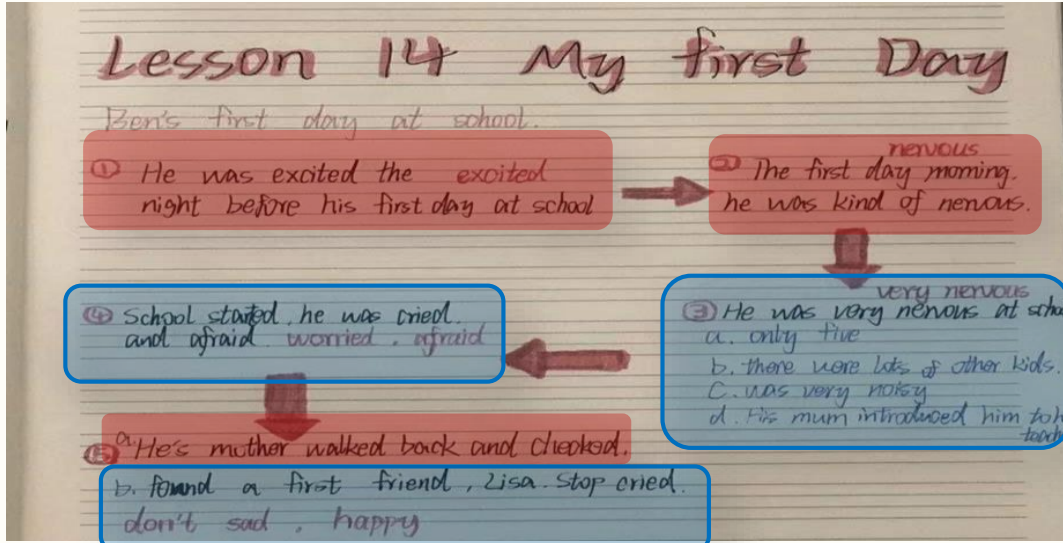 Lesson 14 My first Day
Ben's first day at school.
① He was excited the excited
night before his first day at school
nervous
② The first day morning.
he was kind of nervous.
very nervous
③ He was very nervous at scho
a. only five
b. there were lots of other kids.
c. was very noisy
d. His mum introduced him to h
teach
④ School started, he was cried.
and afraid. worried, afraid
⑤ a. He's mother walked back and checked.
b. found a first friend, Lisa. Stop cried.
don't sad, happy